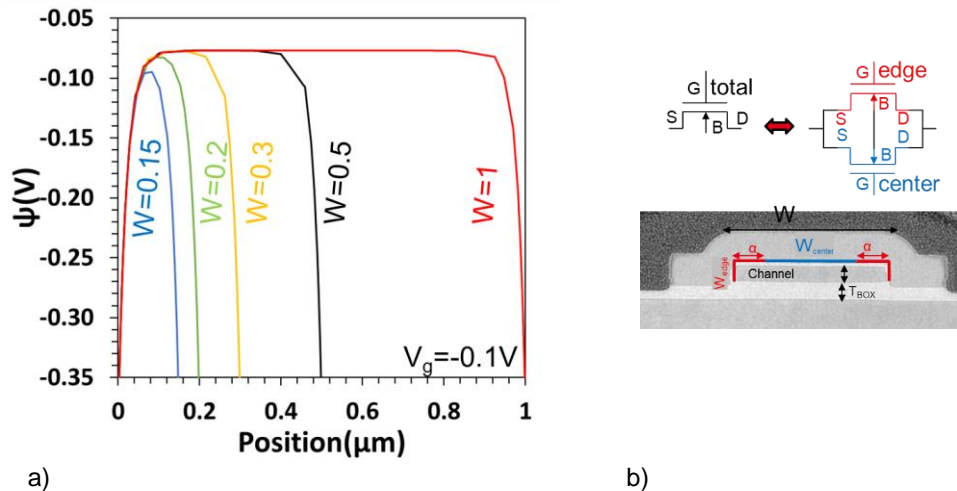 -0.05
-0.10
-0.15
-0.20
-0.25
-0.30
-0.35
ψ(V)
W=0.15
W=0.2
W=0.3
W=0.5
W=1
Vg=-0.1V
0 0.2 0.4 0.6 0.8 1
Position(µm)
a)
G total
S B D
G edge
S B D
S B D
G center
W
α Wcenter α
Wedge
Channel
TBOX
b)